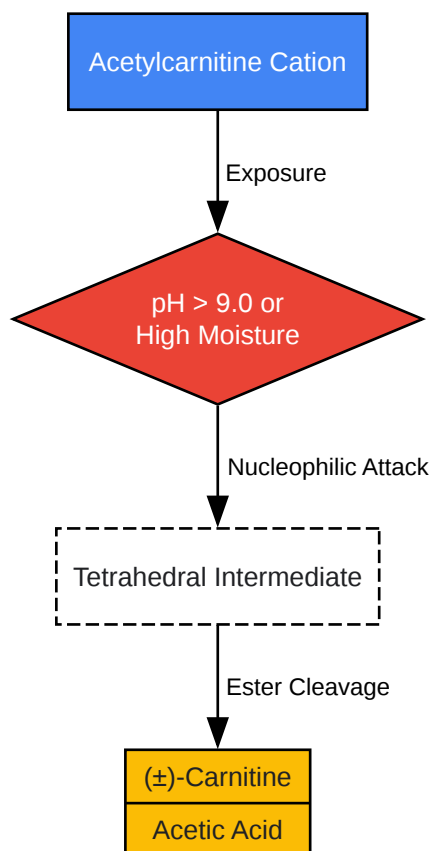 Acetylcarnitine Cation
Exposure
pH > 9.0 or
High Moisture
Nucleophilic Attack
Tetrahedral Intermediate
Ester Cleavage
(±)-Carnitine
Acetic Acid